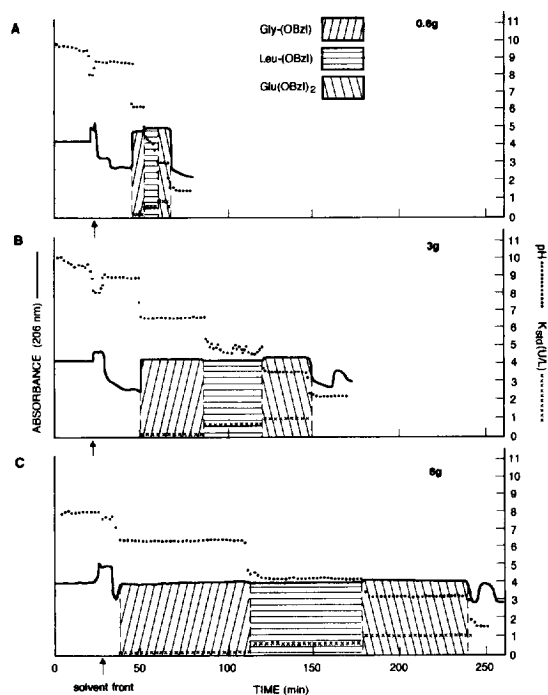 A
Gly-(OBzl)
Leu-(OBzl)
Glu(OBzl)2
0.6g
11
10
9
8
7
6
5
4
3
2
1
0
B
3g
11
10
9
8
7
6
5
4
3
2
1
0
ABSORBANCE (206 nm)
pH
Kstd(U/L)
C
6g
11
10
9
8
7
6
5
4
3
2
1
0
0 50 100 150 200 250
solvent front
TIME (min)